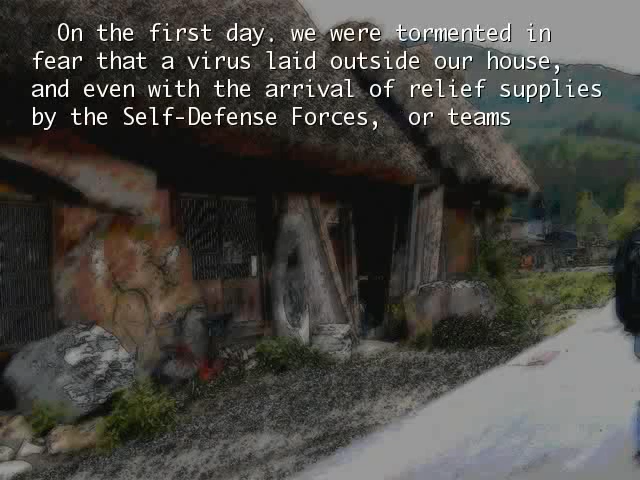 On the first day. we were tormented in
fear that a virus laid outside our house,
and even with the arrival of relief supplies
by the Self-Defense Forces, or teams